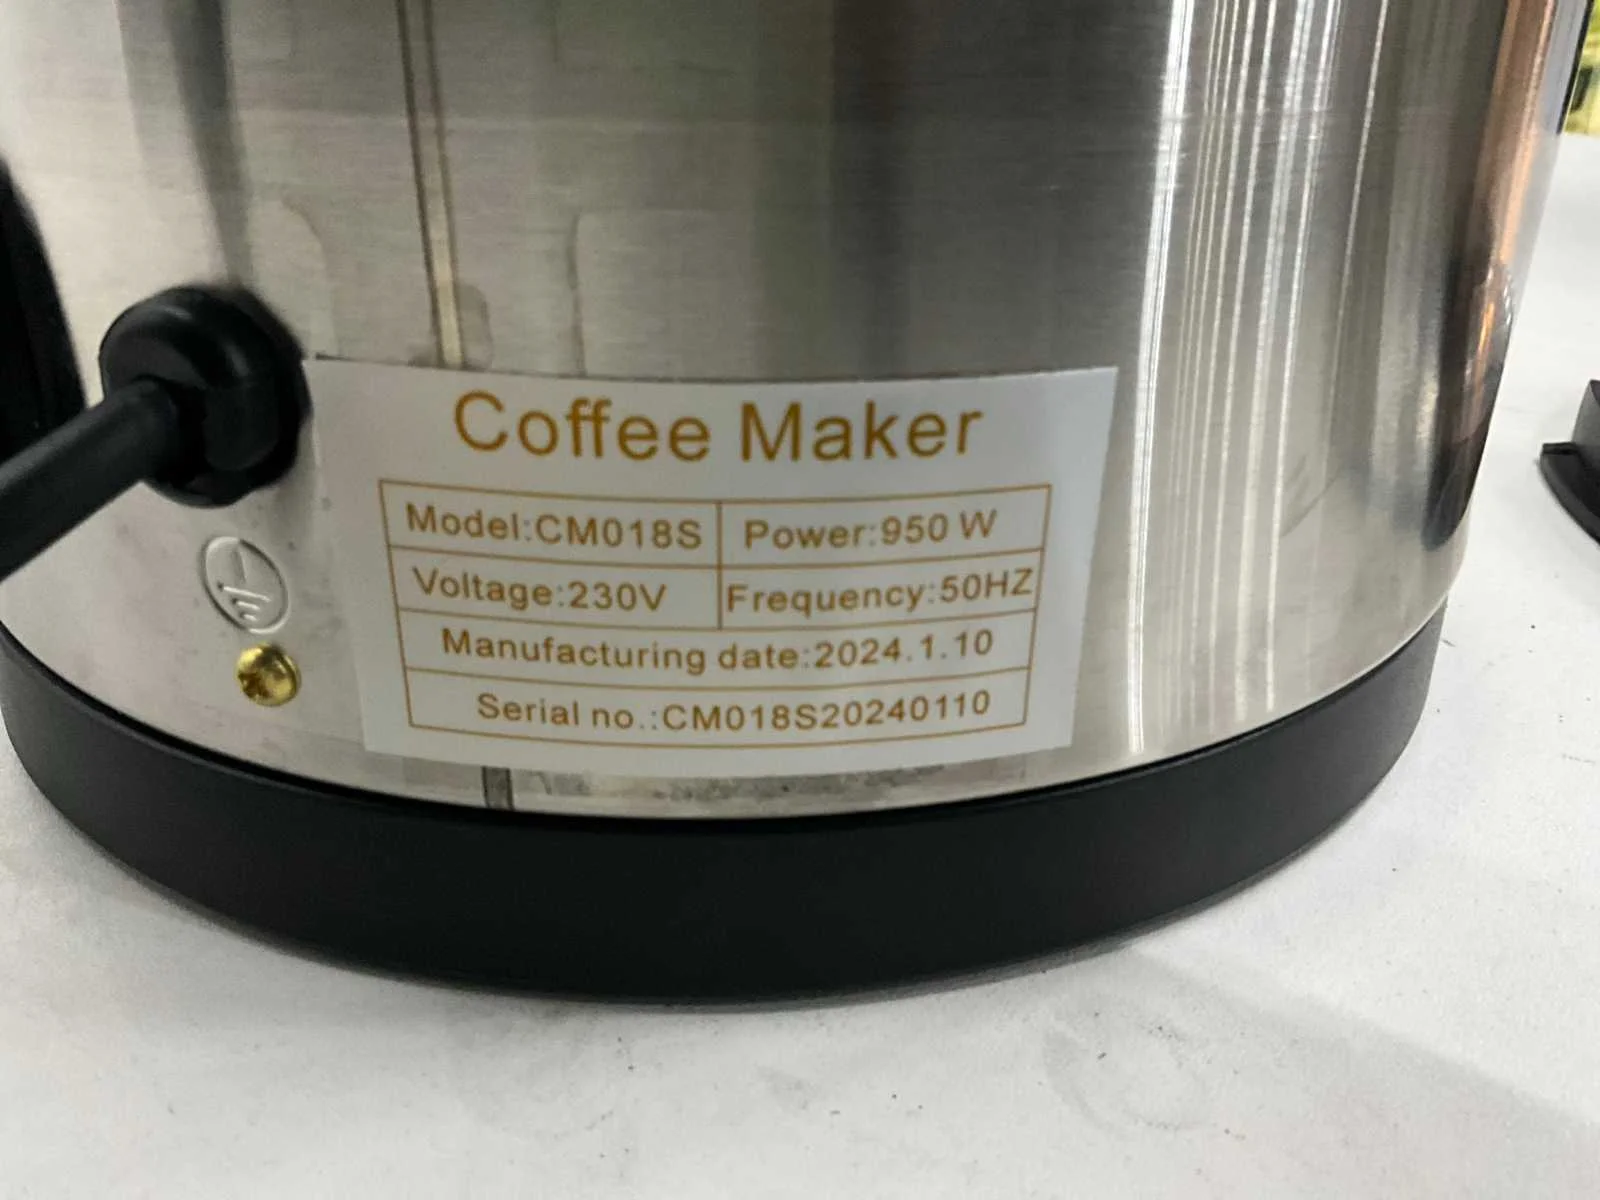 Coffee Maker
Model:CM018S Power:950 W
Voltage:230V Frequency:50HZ
Manufacturing date:2024.1.10
Serial no.:CM018S20240110